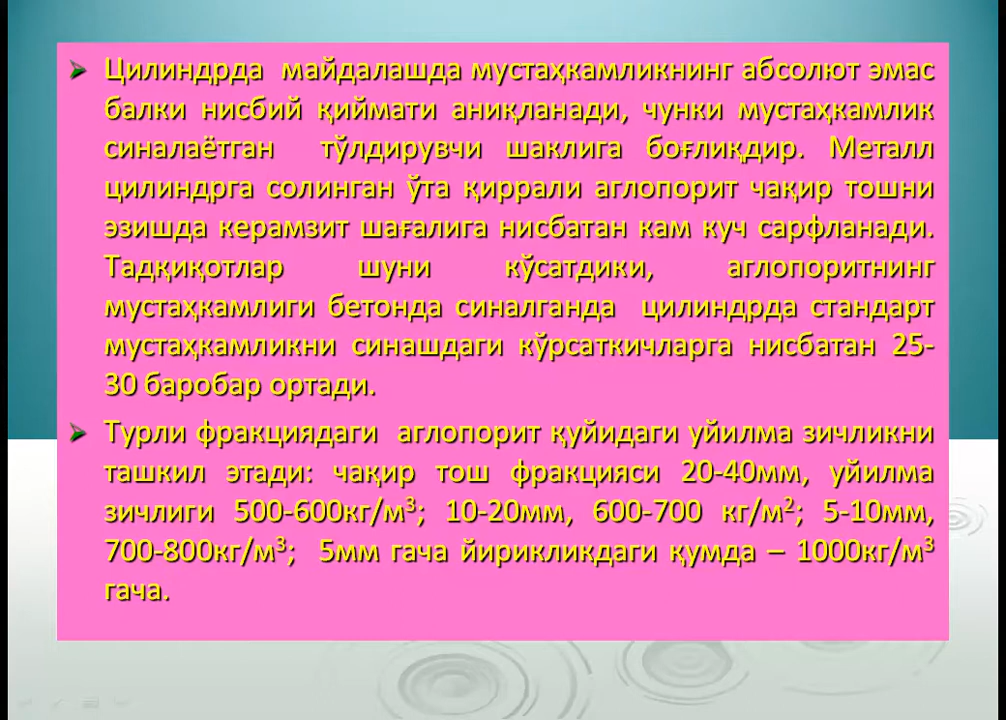 Цилиндрда майдалашда мустаҳкамликнинг абсолют эмас
балки нисбий қиймати аниқланади, чунки мустаҳкамлик
синалаётган тўлдирувчи шаклига боғлиқдир. Металл
цилиндрга солинган ўта қиррали аглопорит чақир тошни
эзишда керамзит шағалига нисбатан кам куч сарфланади.
Тадқиқотлар шуни кўсатдики, аглопоритнинг
мустаҳкамлиги бетонда синалганда цилиндрда стандарт
мустаҳкамликни синашдаги кўрсаткичларга нисбатан 25-
30 баробар ортади.
Турли фракциядаги аглопорит қуйидаги уйилма зичликни
ташкил этади: чақир тош фракцияси 20-40мм, уйилма
зичлиги 500-600кг/м³; 10-20мм, 600-700 кг/м²; 5-10мм,
700-800кг/м³; 5мм гача йирикликдаги қумда – 1000кг/м³
гача.